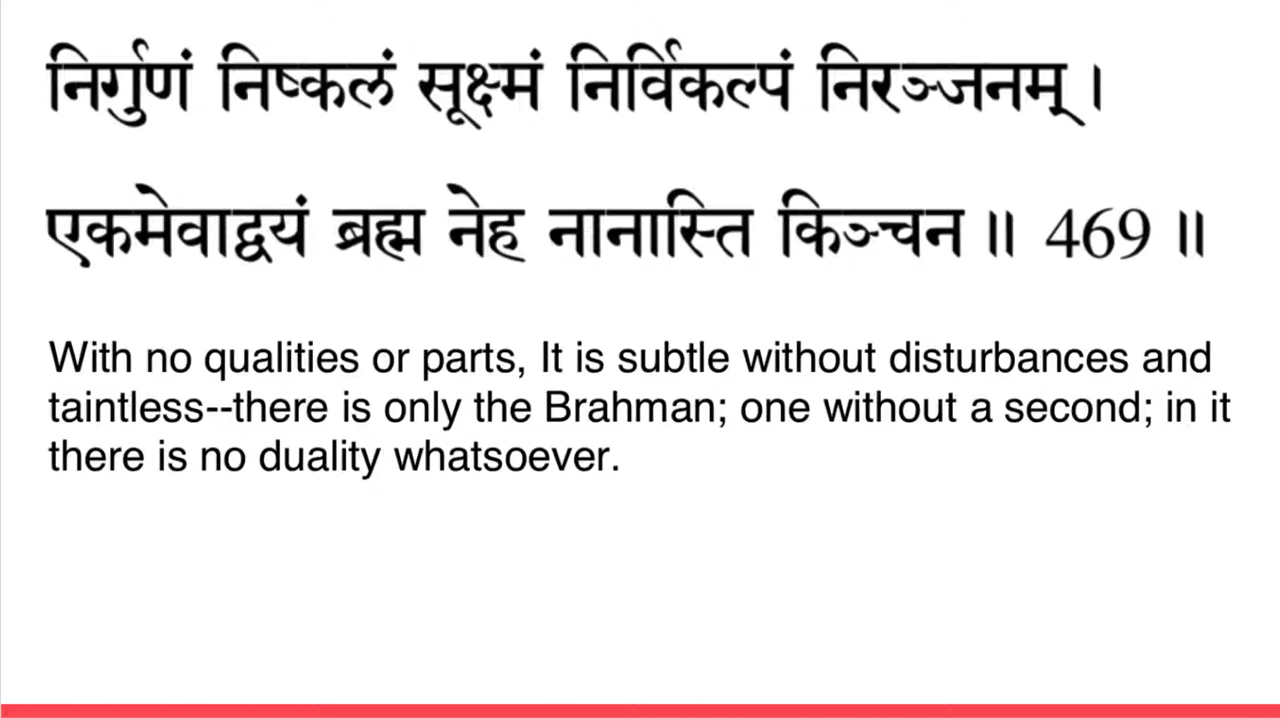 निर्गुणं निष्कलं सूक्ष्मं निर्विकल्पं निरञ्जनम् ।
एकमेवाद्वयं ब्रह्म नेह नानास्ति किञ्चन ॥ 469 ॥
With no qualities or parts, It is subtle without disturbances and
taintless--there is only the Brahman; one without a second; in it
there is no duality whatsoever.